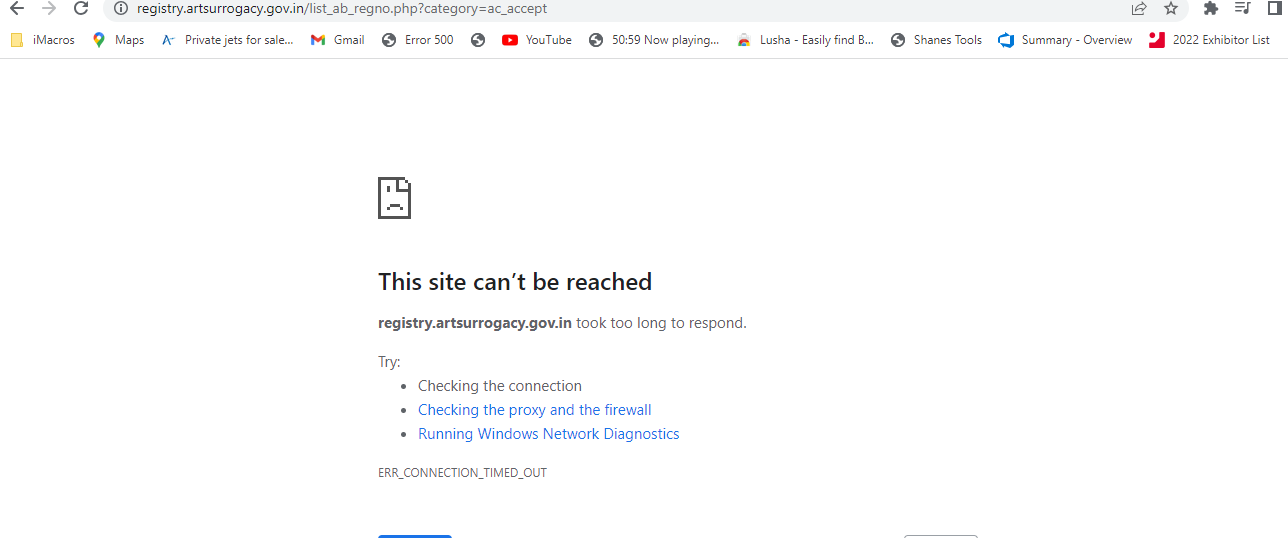 registry.artsurrogacy.gov.in/list_ab_regno.php?category=ac_accept
iMacros Maps Private jets for sale... Gmail Error 500 YouTube 50:59 Now playing... Lusha - Easily find B... Shanes Tools Summary - Overview 2022 Exhibitor List
This site can’t be reached
registry.artsurrogacy.gov.in took too long to respond.
Try:
• Checking the connection
• Checking the proxy and the firewall
• Running Windows Network Diagnostics
ERR_CONNECTION_TIMED_OUT